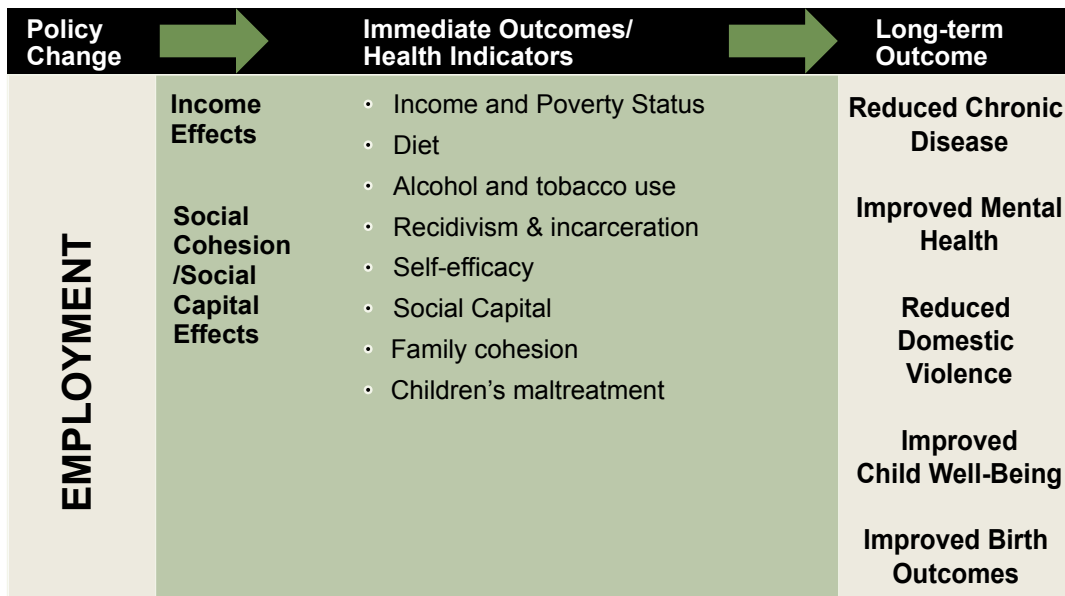 Policy
Change
Immediate Outcomes/
Health Indicators
Long-term
Outcome
EMPLOYMENT
Income
Effects
Social
Cohesion
/Social
Capital
Effects
• Income and Poverty Status
• Diet
• Alcohol and tobacco use
• Recidivism & incarceration
• Self-efficacy
• Social Capital
• Family cohesion
• Children’s maltreatment
Reduced Chronic
Disease
Improved Mental
Health
Reduced
Domestic
Violence
Improved
Child Well-Being
Improved Birth
Outcomes